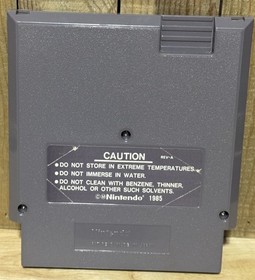 CAUTION REV-A
•DO NOT STORE IN EXTREME TEMPERATURES.
•DO NOT IMMERSE IN WATER.
•DO NOT CLEAN WITH BENZENE, THINNER,
ALCOHOL OR OTHER SUCH SOLVENTS.
©®Nintendo® 1985